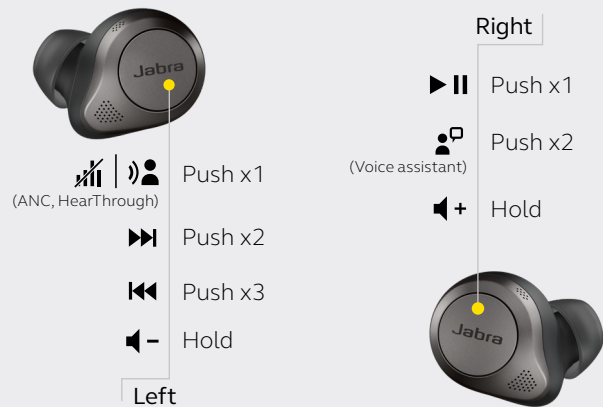 Jabra
Push x1
(ANC, HearThrough)
Push x2
Push x3
Hold
Left
Right
Push x1
Push x2
(Voice assistant)
Hold
Jabra